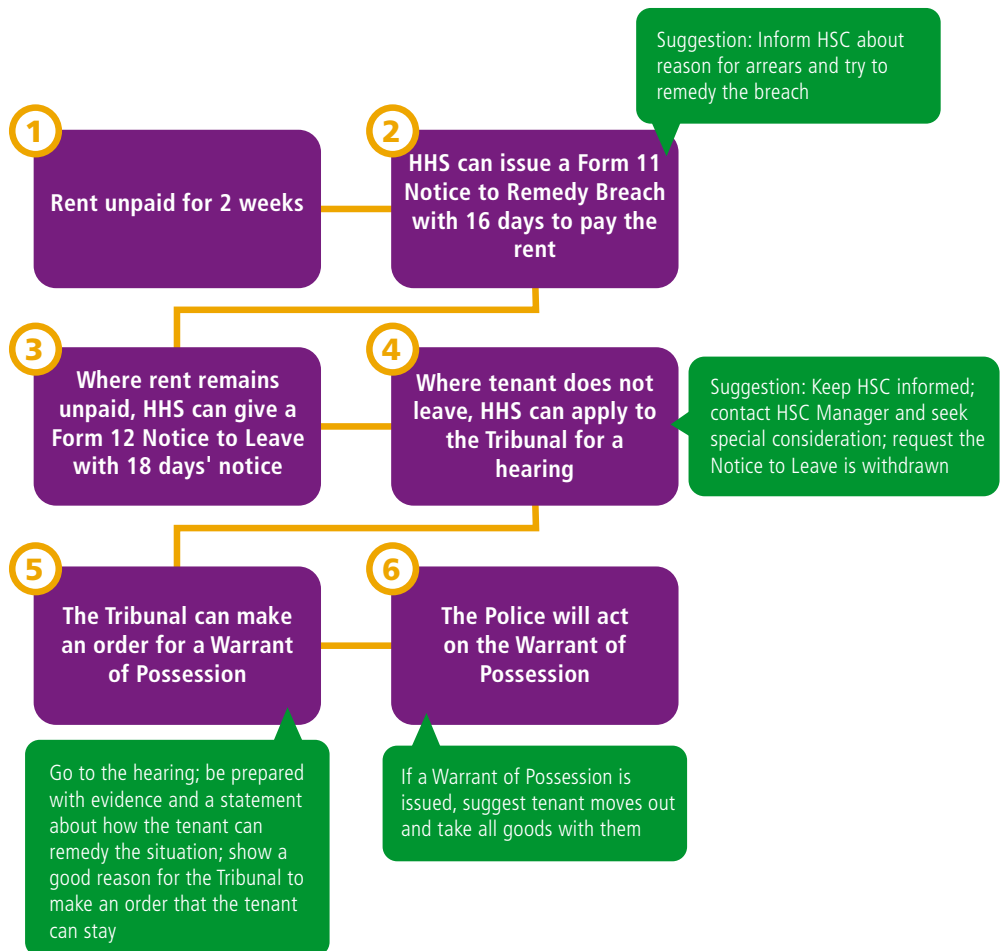 Suggestion: Inform HSC about
reason for arrears and try to
remedy the breach
1
Rent unpaid for 2 weeks
2
HHS can issue a Form 11
Notice to Remedy Breach
with 16 days to pay the
rent
3
Where rent remains
unpaid, HHS can give a
Form 12 Notice to Leave
with 18 days' notice
4
Where tenant does not
leave, HHS can apply to
the Tribunal for a
hearing
Suggestion: Keep HSC informed;
contact HSC Manager and seek
special consideration; request the
Notice to Leave is withdrawn
5
The Tribunal can make
an order for a Warrant
of Possession
6
The Police will act
on the Warrant of
Possession
Go to the hearing; be prepared
with evidence and a statement
about how the tenant can
remedy the situation; show a
good reason for the Tribunal to
make an order that the tenant
can stay
If a Warrant of Possession is
issued, suggest tenant moves out
and take all goods with them